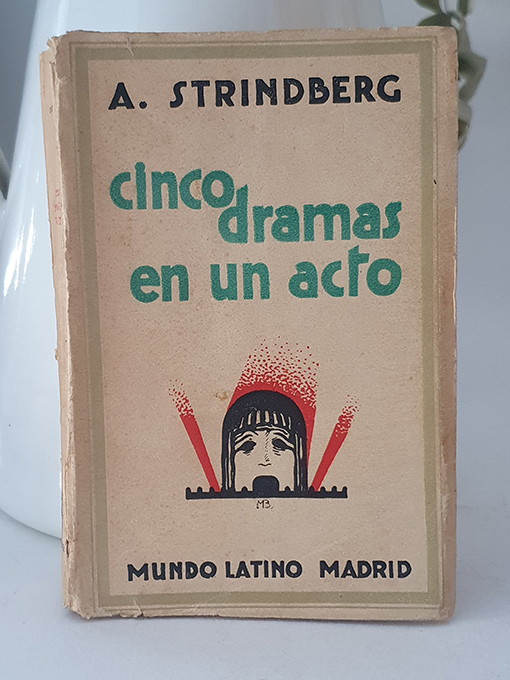 A. STRINDBERG
cinco
dramas
en un acto
MB
MUNDO LATINO MADRID